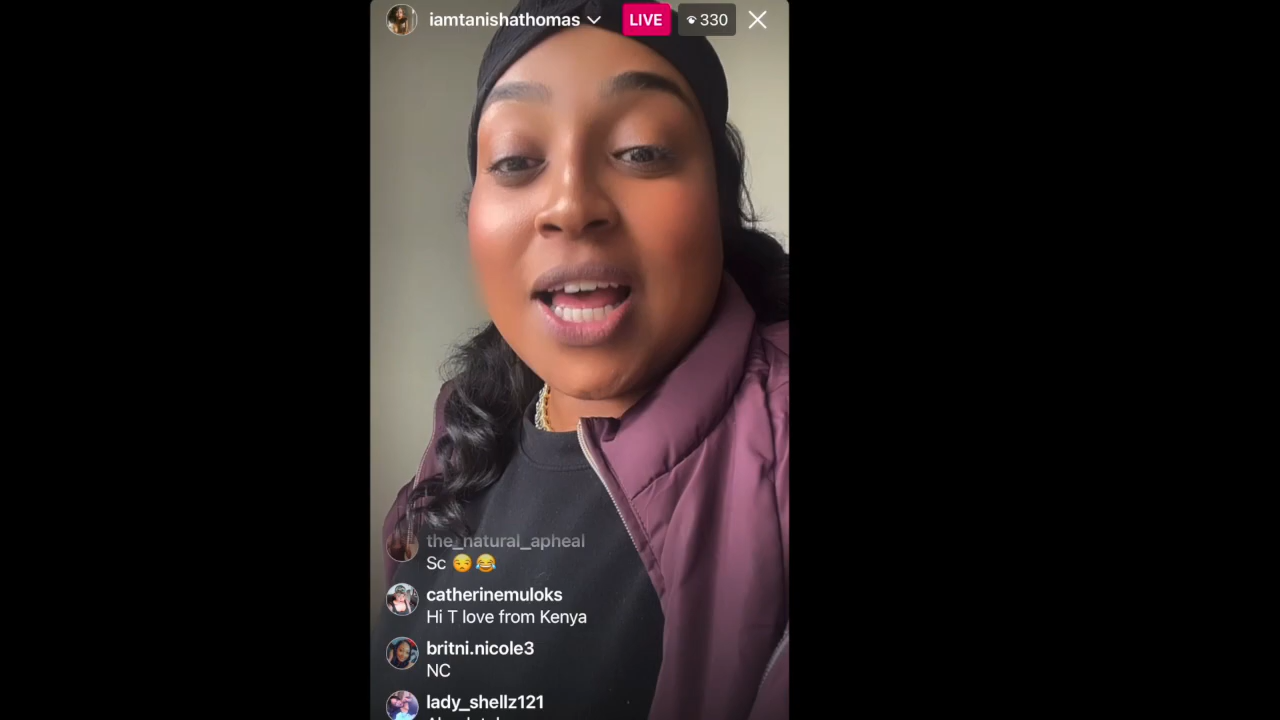 iamtanishathomas
LIVE
330
the_natural_apheal
Sc 😒😂
catherinemuloks
Hi T love from Kenya
britni.nicole3
NC
lady_shellz121